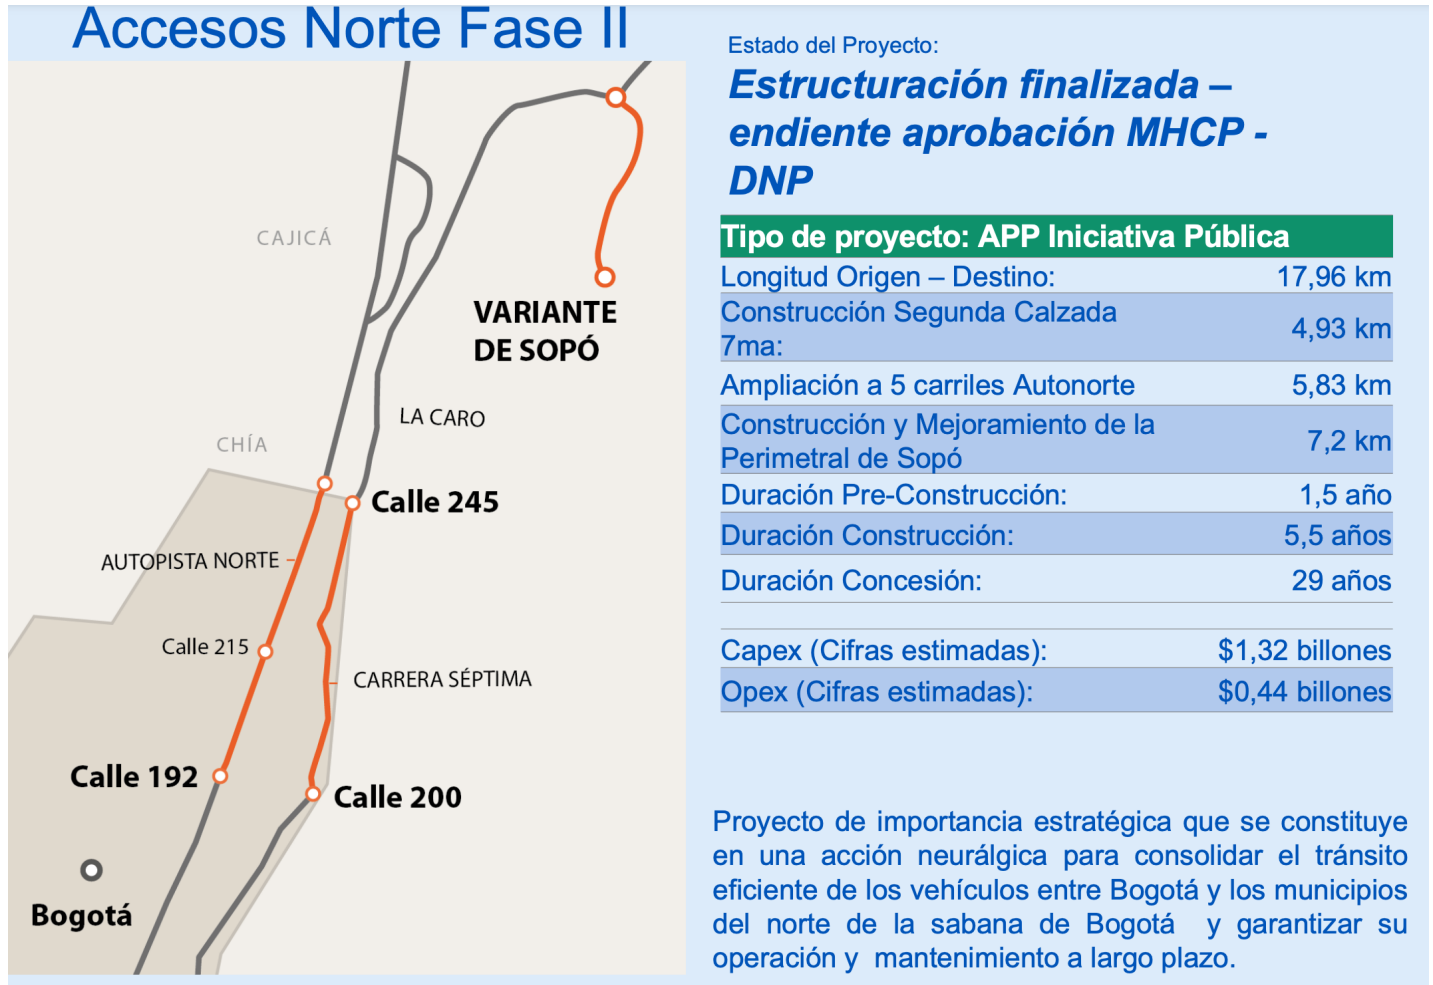 Accesos Norte Fase II
CAJICÁ
VARIANTE
DE SOPÓ
LA CARO
CHÍA
Calle 245
AUTOPISTA NORTE
Calle 215
CARRERA SÉPTIMA
Calle 192
Calle 200
Bogotá
Estado del Proyecto:
Estructuración finalizada –
endiente aprobación MHCP -
DNP
Tipo de proyecto: APP Iniciativa Pública
Longitud Origen – Destino: 17,96 km
Construcción Segunda Calzada
7ma: 4,93 km
Ampliación a 5 carriles Autonorte 5,83 km
Construcción y Mejoramiento de la
Perimetral de Sopó 7,2 km
Duración Pre-Construcción: 1,5 año
Duración Construcción: 5,5 años
Duración Concesión: 29 años
Capex (Cifras estimadas): $1,32 billones
Opex (Cifras estimadas): $0,44 billones
Proyecto de importancia estratégica que se constituye
en una acción neurálgica para consolidar el tránsito
eficiente de los vehículos entre Bogotá y los municipios
del norte de la sabana de Bogotá y garantizar su
operación y mantenimiento a largo plazo.